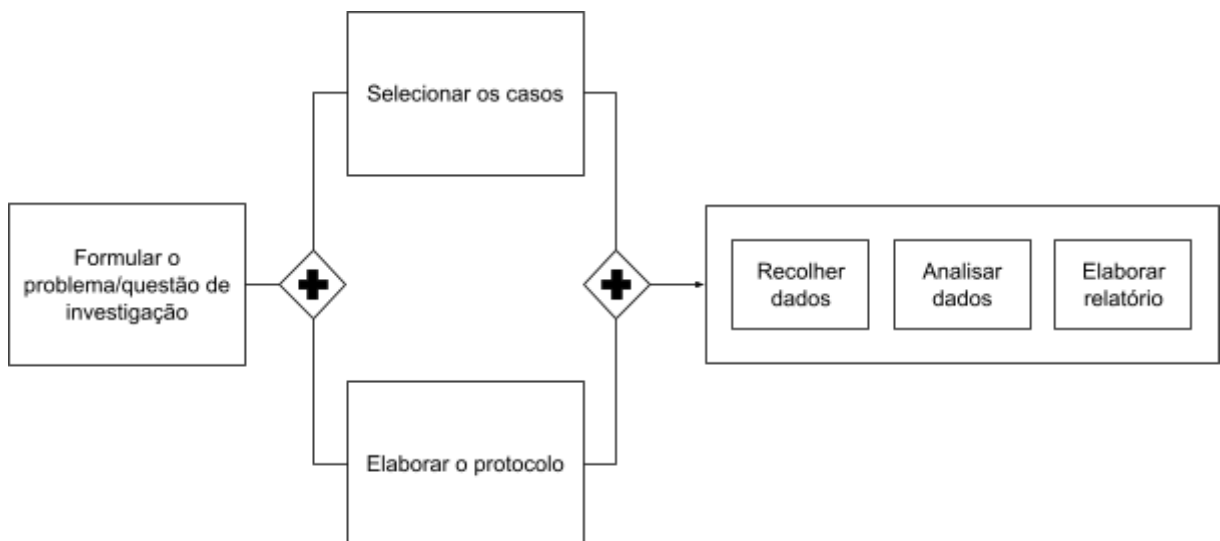 Selecionar os casos
Formular o
problema/questão de
investigação
Recolher
dados
Analisar
dados
Elaborar
relatório
Elaborar o protocolo